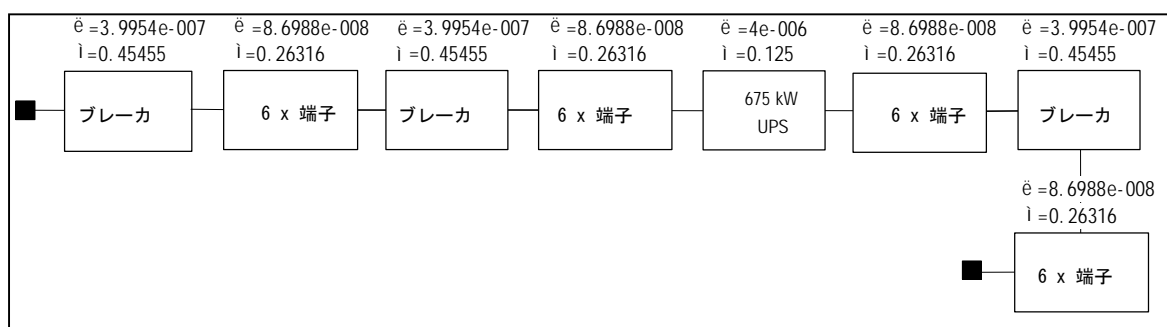 ë =3.9954e-007
ì =0.45455
ブレーカ
ë =8.6988e-008
ì =0.26316
6 x 端子
ë =3.9954e-007
ì =0.45455
ブレーカ
ë =8.6988e-008
ì =0.26316
6 x 端子
ë =4e-006
ì =0.125
675 kW
UPS
ë =8.6988e-008
ì =0.26316
6 x 端子
ë =3.9954e-007
ì =0.45455
ブレーカ
ë =8.6988e-008
ì =0.26316
6 x 端子